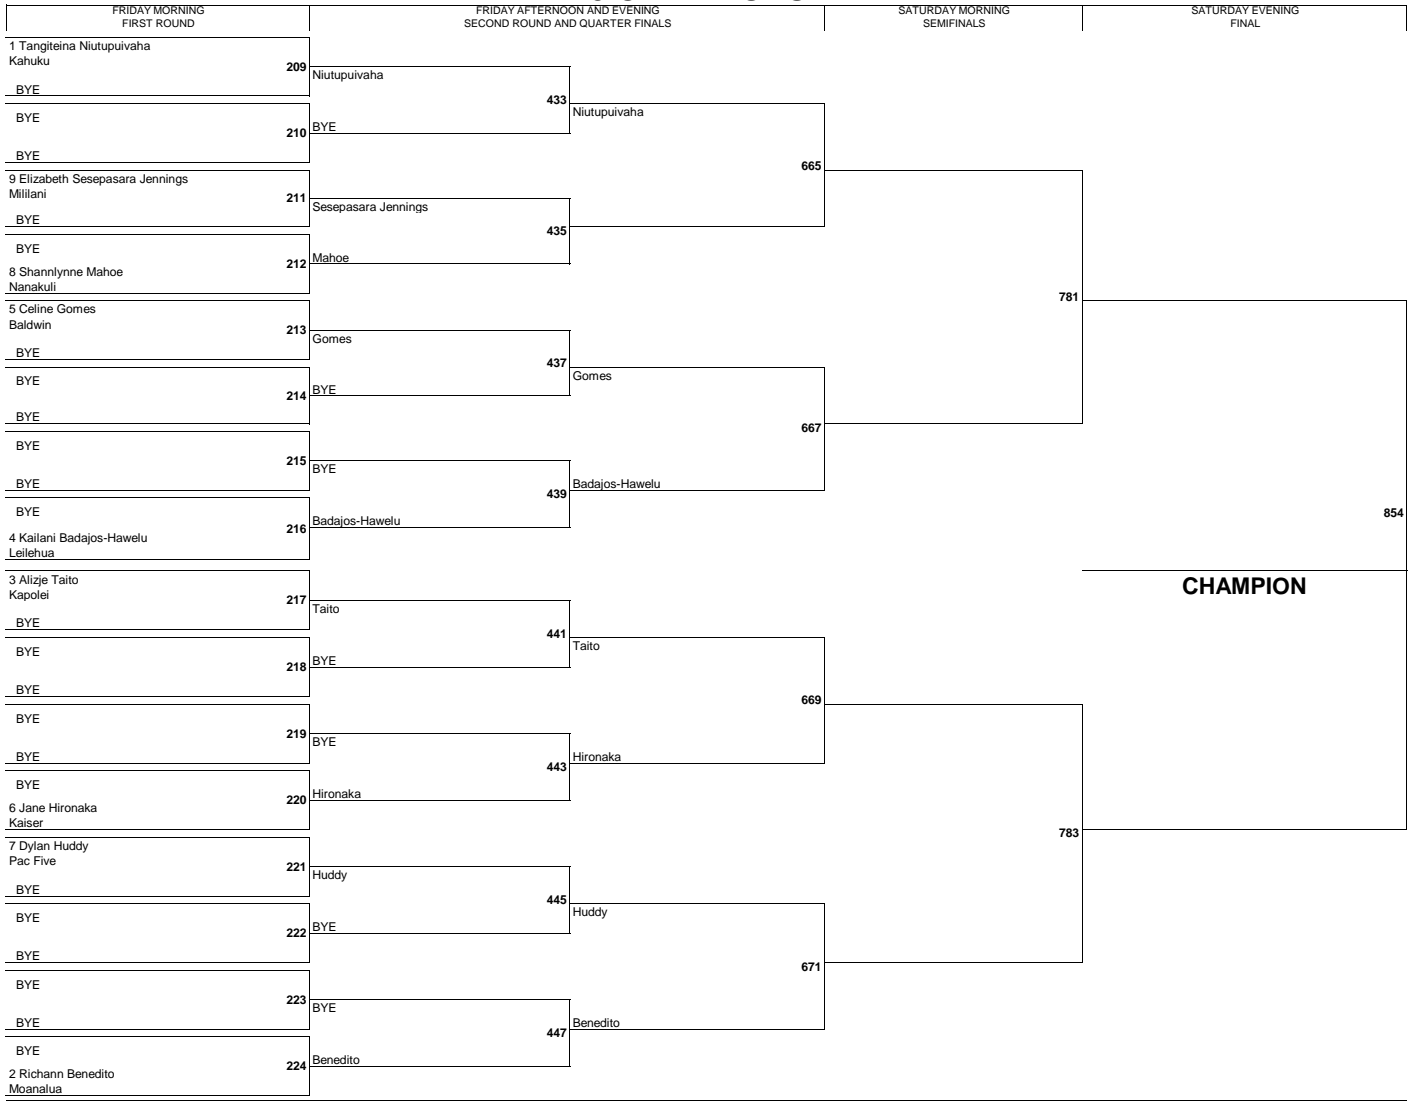 FRIDAY MORNING
FIRST ROUND
FRIDAY AFTERNOON AND EVENING
SECOND ROUND AND QUARTER FINALS
SATURDAY MORNING
SEMIFINALS
SATURDAY EVENING
FINAL
1 Tangiteina Niutupuivaha
Kahuku
209
Niutupuivaha
BYE
433
Niutupuivaha
BYE
210
BYE
BYE
665
9 Elizabeth Sesepasara Jennings
Mililani
211
Sesepasara Jennings
BYE
435
BYE
212
Mahoe
8 Shannlynne Mahoe
Nanakuli
781
5 Celine Gomes
Baldwin
213
Gomes
BYE
437
Gomes
BYE
214
BYE
BYE
667
BYE
215
BYE
BYE
439
Badajos-Hawelu
BYE
216
Badajos-Hawelu
4 Kailani Badajos-Hawelu
Leilehua
854
3 Alizje Taito
Kapolei
CHAMPION
217
Taito
BYE
441
Taito
BYE
218
BYE
BYE
669
BYE
219
BYE
BYE
443
Hironaka
BYE
220
Hironaka
6 Jane Hironaka
Kaiser
783
7 Dylan Huddy
Pac Five
221
Huddy
BYE
445
Huddy
BYE
222
BYE
BYE
671
BYE
223
BYE
BYE
447
Benedito
BYE
224
Benedito
2 Richann Benedito
Moanalua